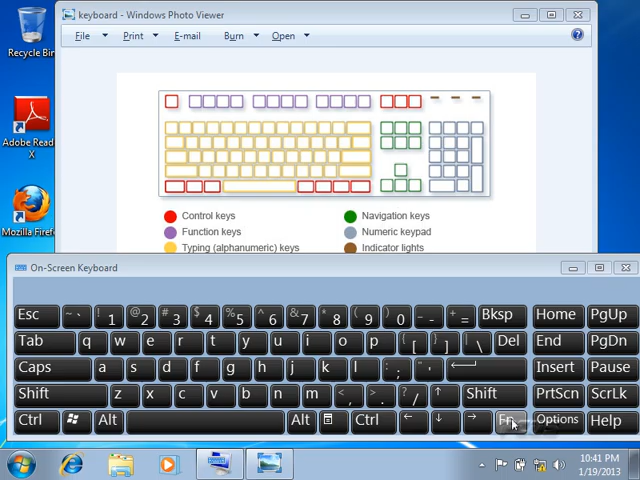 Recycle Bin
keyboard - Windows Photo Viewer
File Print E-mail Burn Open
Adobe Read
X
Mozilla Firef
Control keys
Function keys
Typing (alphanumeric) keys
Navigation keys
Numeric keypad
Indicator lights
On-Screen Keyboard
Esc ~ ` ! 1 @ 2 # 3 $ 4 % 5 ^ 6 & 7 * 8 ( 9 ) 0 _ - + = Bksp Home PgUp
Tab q w e r t y u i o p { [ } ] | \ Del End PgDn
Caps a s d f g h j k l : ; " ' Insert Pause
Shift z x c v b n m < , > . ? / Shift PrtScn ScrLk
Ctrl Alt Alt Ctrl Fn Options Help
10:41 PM
1/19/2013